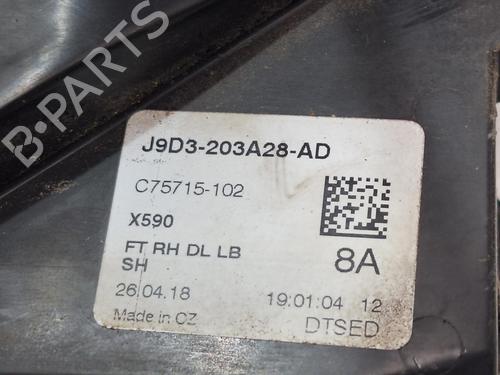 B-PARTS
J9D3-203A28-AD
C75715-102
X590
FT RH DL LB
SH
8A
26.04.18 19:01:04 12
Made in CZ DTSED